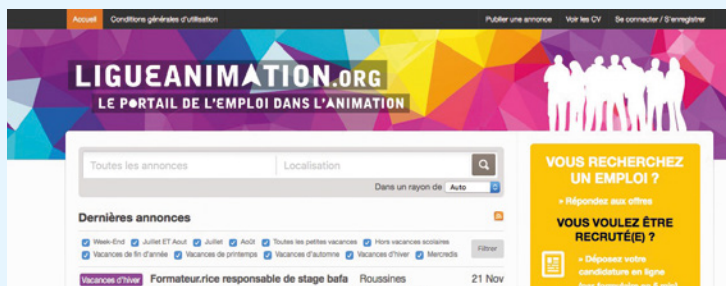 Accueil Conditions générales d'utilisation Publier une annonce Voir les CV Se connecter / S'enregistrer
LIGUEANIMATION.ORG
LE PORTAIL DE L'EMPLOI DANS L'ANIMATION
Toutes les annonces Localisation
Dans un rayon de Auto
Dernières annonces
Week-End Juillet ET Aout Juillet Août Toutes les petites vacances Hors vacances scolaires
Vacances de fin d'année Vacances de printemps Vacances d'automne Vacances d'hiver Mercredis
Filtrer
Vacances d'hiver Formateur.rice responsable de stage bafa Roussines 21 Nov
VOUS RECHERCHEZ
UN EMPLOI ?
» Répondez aux offres
VOUS VOULEZ ÊTRE
RECRUTÉ(E) ?
» Déposez votre
candidature en ligne